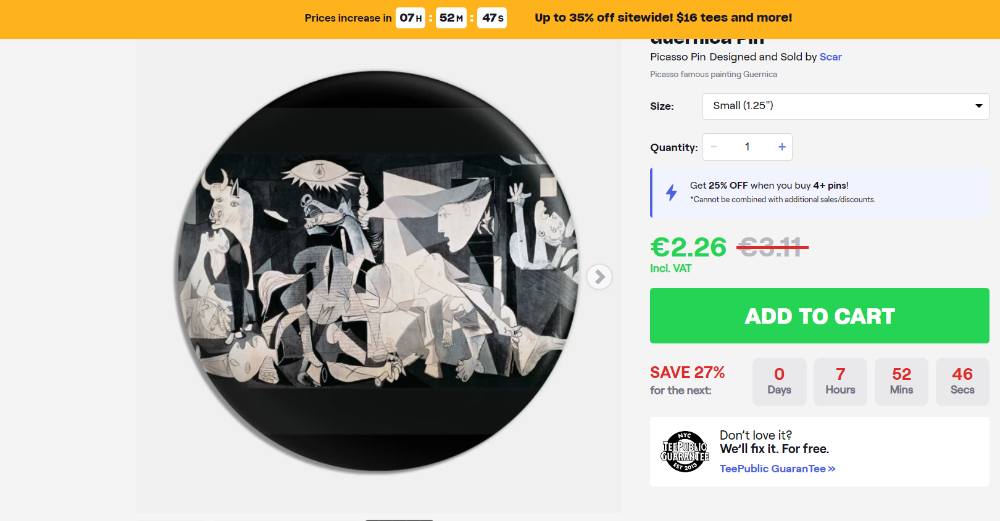 Prices increase in 07H : 52M : 47S Up to 35% off sitewide! $16 tees and more!
Guernica Pin
Picasso Pin Designed and Sold by Scar
Picasso famous painting Guernica
Size: Small (1.25")
Quantity: − 1 +
Get 25% OFF when you buy 4+ pins!
*Cannot be combined with additional sales/discounts.
€2.26 €3.11
Incl. VAT
ADD TO CART
SAVE 27%
for the next:
0 Days 7 Hours 52 Mins 46 Secs
NYC
TEEPUBLIC
GUARANTEE
EST 2013
Don't love it?
We'll fix it. For free.
TeePublic GuaranTee »